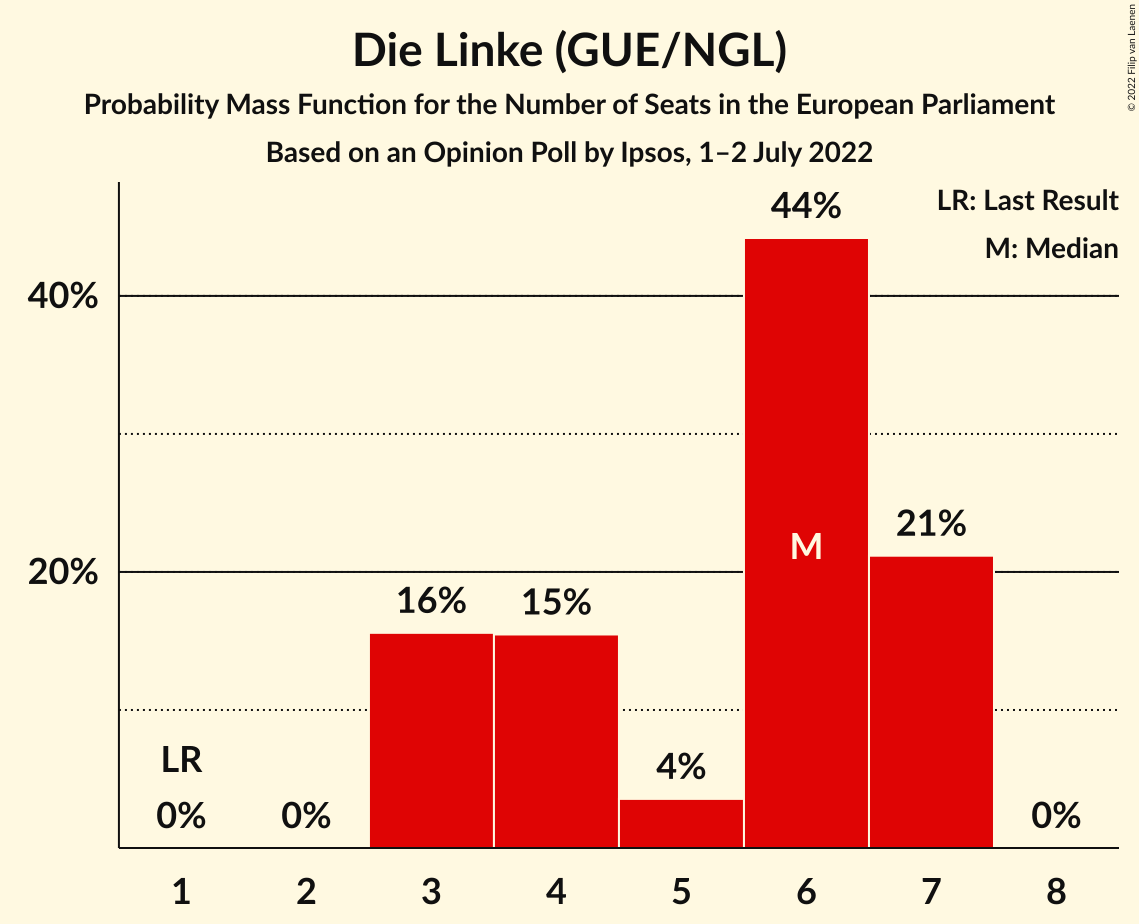 Die Linke (GUE/NGL)
Probability Mass Function for the Number of Seats in the European Parliament
Based on an Opinion Poll by Ipsos, 1–2 July 2022
© 2022 Filip van Laenen
LR: Last Result
M: Median
44%
40%
21%
M
20%
16%
15%
LR
4%
0%
0%
0%
1 2 3 4 5 6 7 8